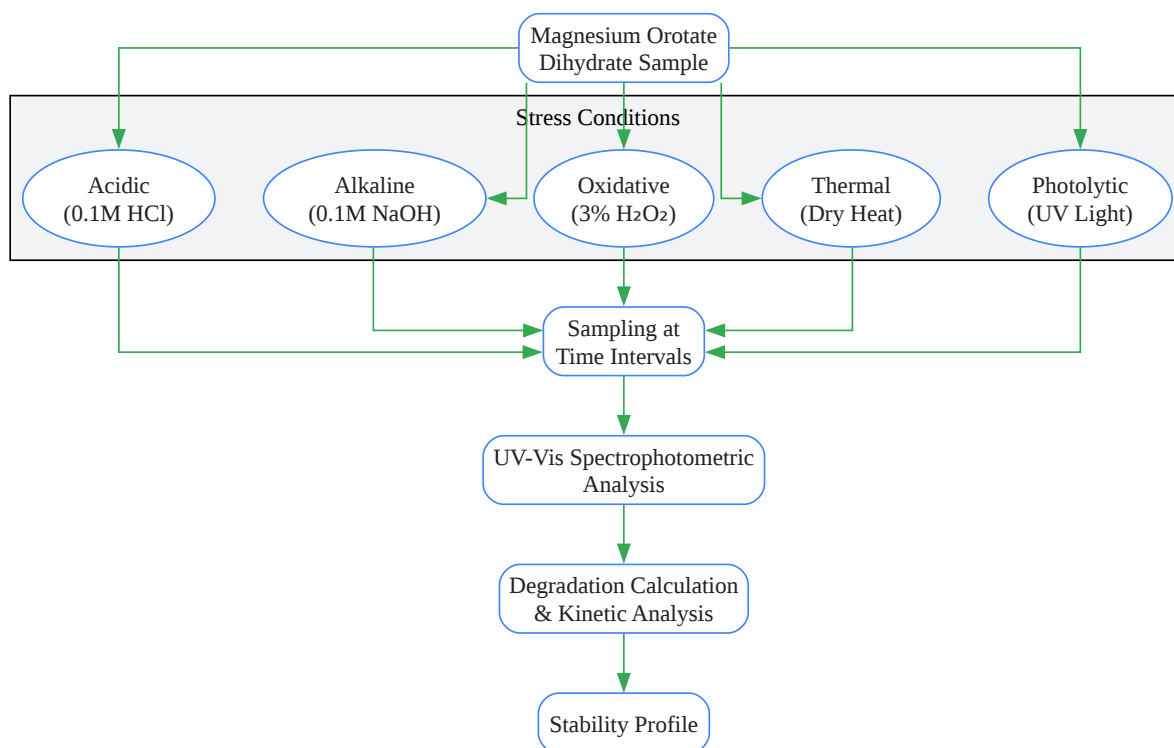 Magnesium Orotate
Dihydrate Sample
Stress Conditions
Acidic
(0.1M HCl)
Alkaline
(0.1M NaOH)
Oxidative
(3% H₂O₂)
Thermal
(Dry Heat)
Photolytic
(UV Light)
Sampling at
Time Intervals
UV-Vis Spectrophotometric
Analysis
Degradation Calculation
& Kinetic Analysis
Stability Profile